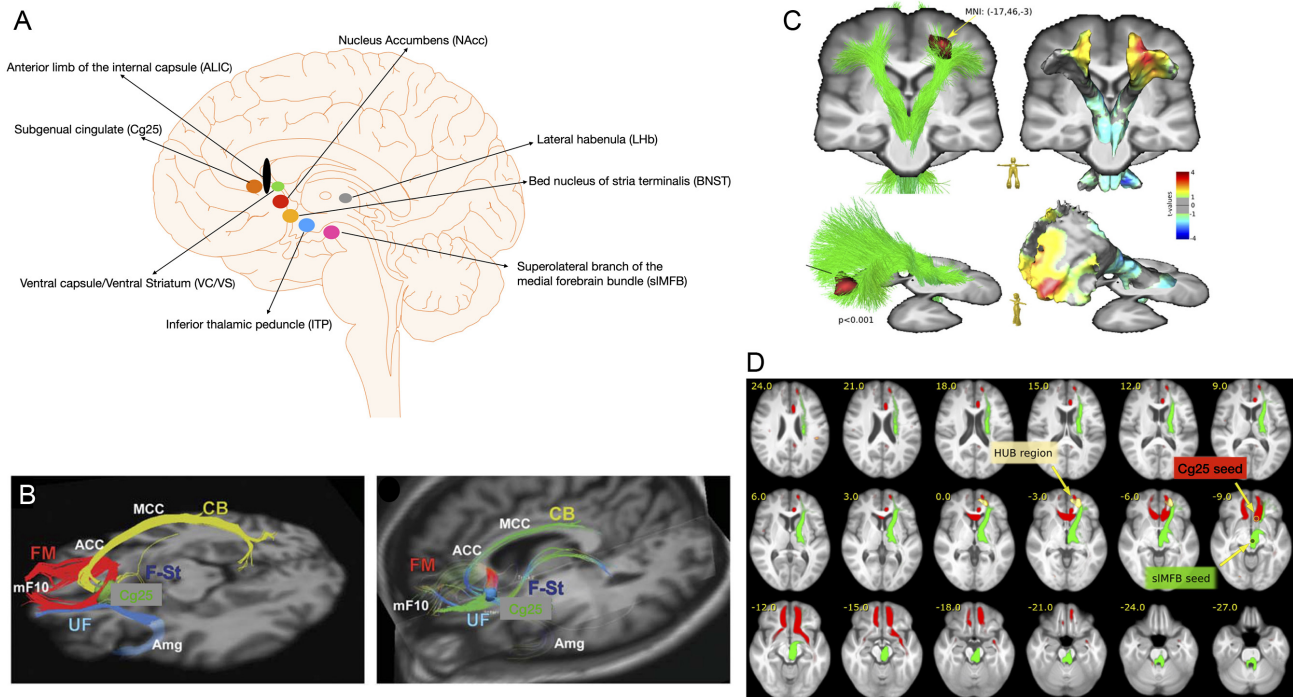 A
Nucleus Accumbens (NAcc)
Anterior limb of the internal capsule (ALIC)
Subgenual cingulate (Cg25)
Lateral habenula (LHb)
Bed nucleus of stria terminalis (BNST)
Superolateral branch of the
medial forebrain bundle (slMFB)
Ventral capsule/Ventral Striatum (VC/VS)
Inferior thalamic peduncle (ITP)
B
MCC
CB
ACC
FM
mF10
F-St
Cg25
UF
Amg
MCC
CB
ACC
FM
mF10
F-St
Cg25
UF
Amg
C
MNI: (-17,46,-3)
4
1
0
-1
-4
t-values
p<0.001
D
24.0
21.0
18.0
15.0
12.0
9.0
HUB region
Cg25 seed
6.0
3.0
0.0
-3.0
-6.0
-9.0
slMFB seed
-12.0
-15.0
-18.0
-21.0
-24.0
-27.0